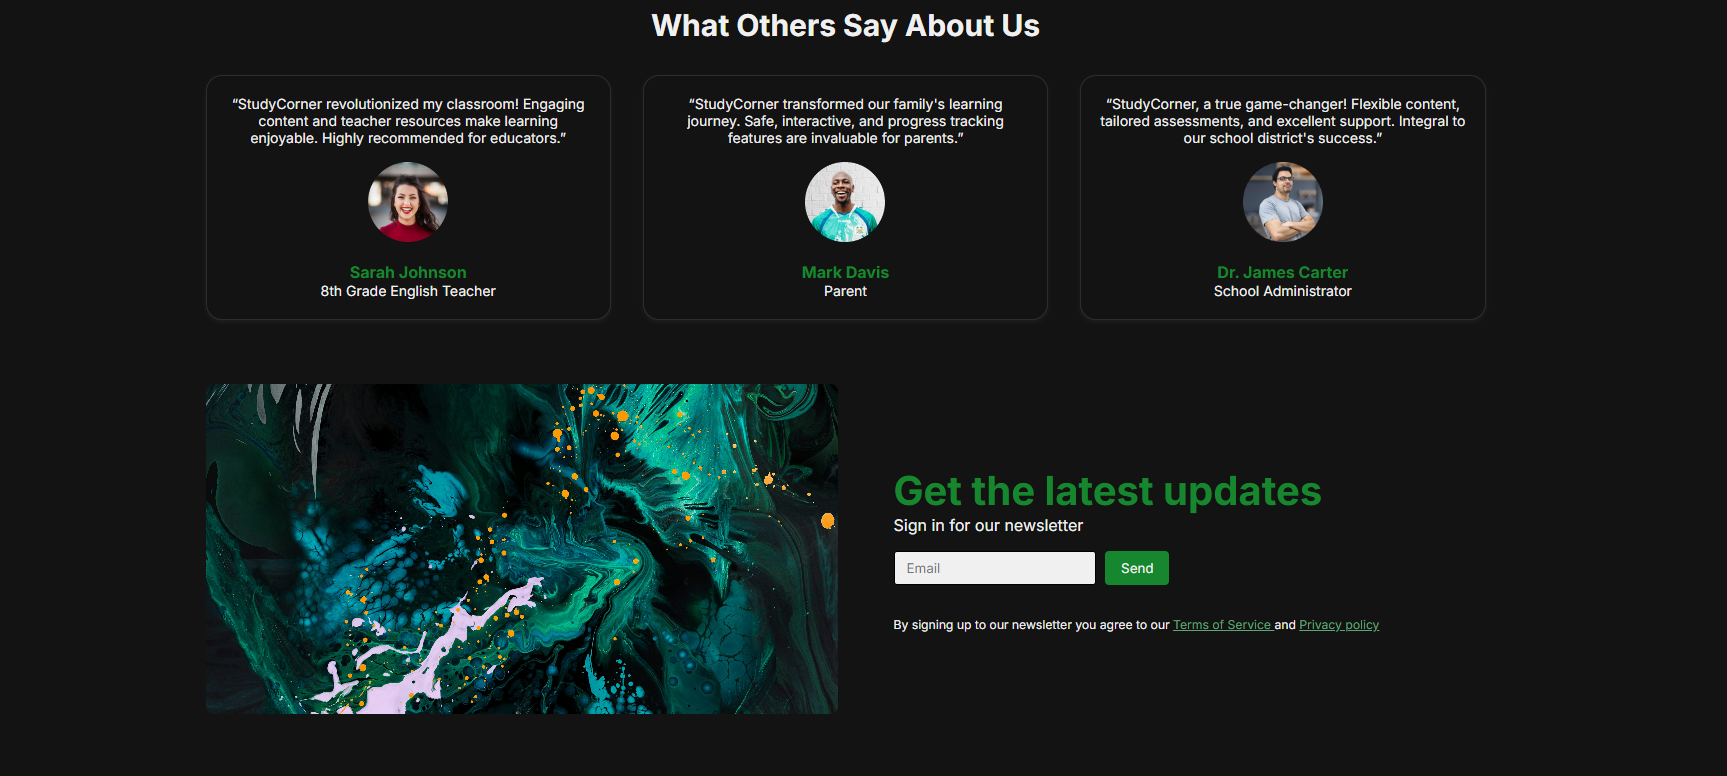 What Others Say About Us
“StudyCorner revolutionized my classroom! Engaging
content and teacher resources make learning
enjoyable. Highly recommended for educators.”
Sarah Johnson
8th Grade English Teacher
“StudyCorner transformed our family's learning
journey. Safe, interactive, and progress tracking
features are invaluable for parents.”
Mark Davis
Parent
“StudyCorner, a true game-changer! Flexible content,
tailored assessments, and excellent support. Integral to
our school district's success.”
Dr. James Carter
School Administrator
Get the latest updates
Sign in for our newsletter
Email
Send
By signing up to our newsletter you agree to our Terms of Service and Privacy policy